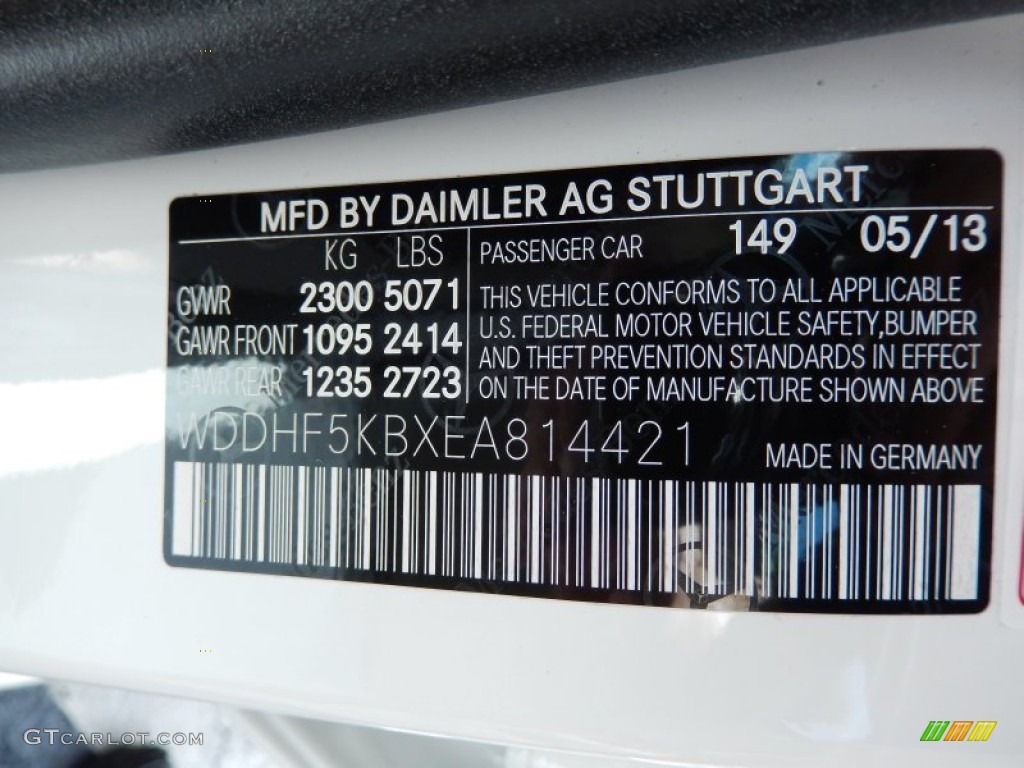 MFD BY DAIMLER AG STUTTGART
KG LBS
GVWR 2300 5071
GAWR FRONT 1095 2414
GAWR REAR 1235 2723
PASSENGER CAR 149 05/13
THIS VEHICLE CONFORMS TO ALL APPLICABLE
U.S. FEDERAL MOTOR VEHICLE SAFETY,BUMPER
AND THEFT PREVENTION STANDARDS IN EFFECT
ON THE DATE OF MANUFACTURE SHOWN ABOVE
WDDHF5KBXEA814421 MADE IN GERMANY
GTCARLOT.COM